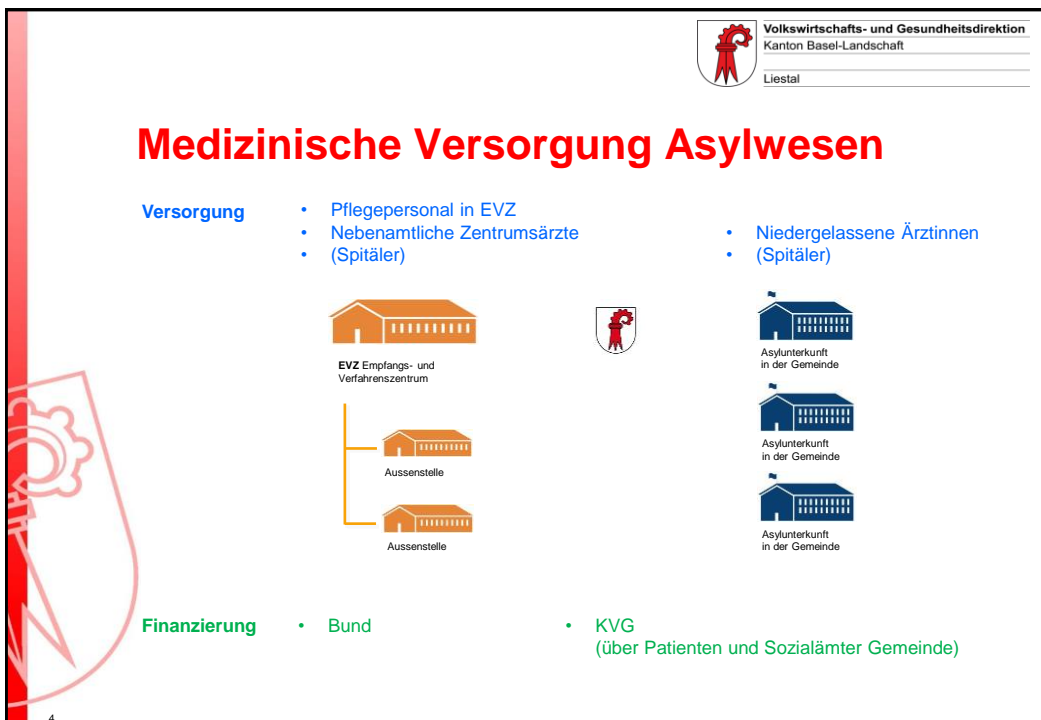 Volkswirtschafts- und Gesundheitsdirektion
Kanton Basel-Landschaft
Liestal
Medizinische Versorgung Asylwesen
Versorgung
• Pflegepersonal in EVZ
• Nebenamtliche Zentrumsärzte
• (Spitäler)
• Niedergelassene Ärztinnen
• (Spitäler)
EVZ Empfangs- und
Verfahrenszentrum
Aussenstelle
Aussenstelle
Asylunterkunft
in der Gemeinde
Asylunterkunft
in der Gemeinde
Asylunterkunft
in der Gemeinde
Finanzierung
• Bund
• KVG
(über Patienten und Sozialämter Gemeinde)
4